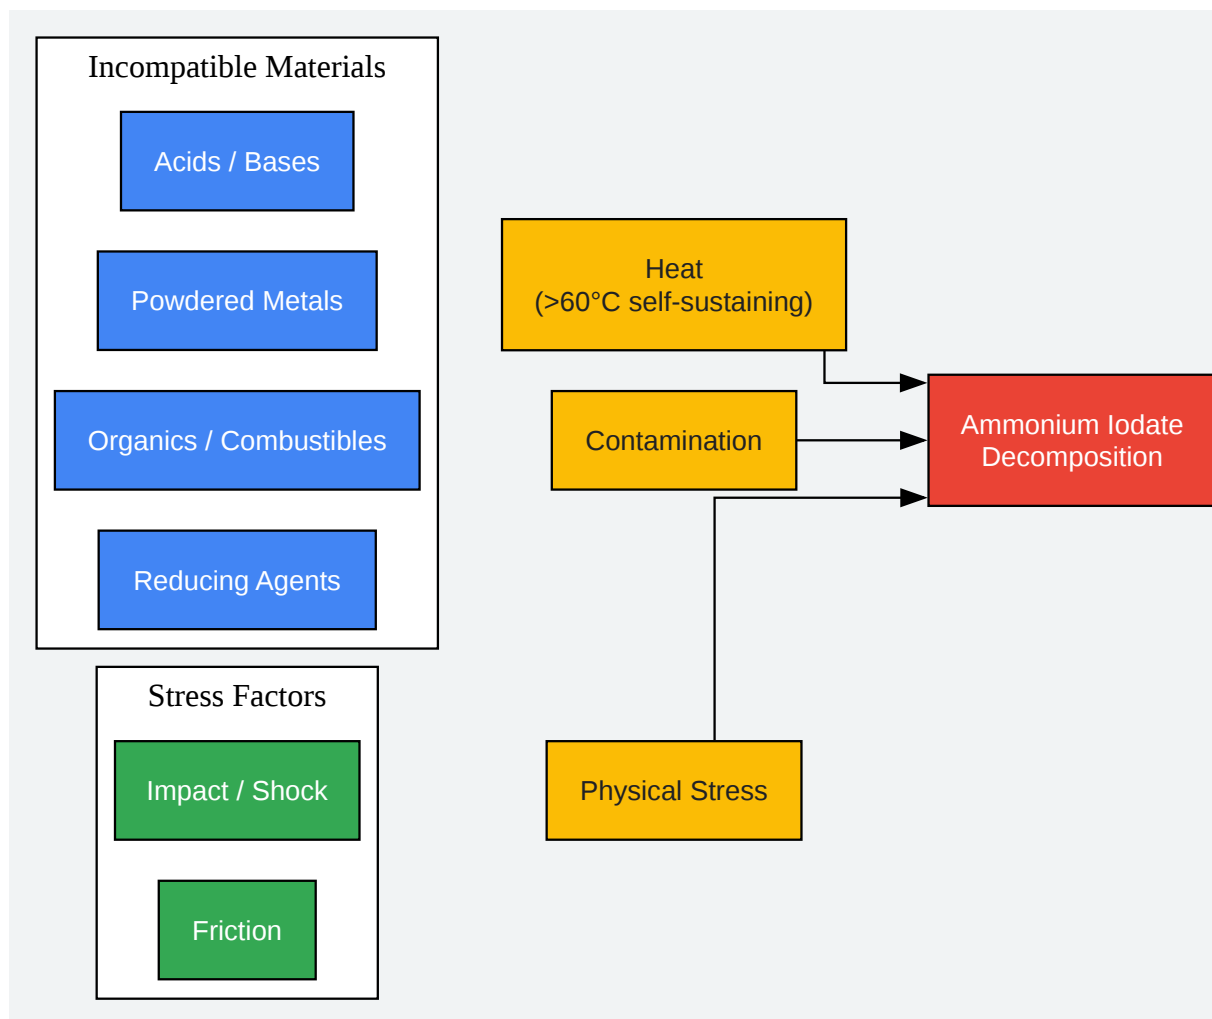 Incompatible Materials
Acids / Bases
Powdered Metals
Organics / Combustibles
Reducing Agents
Stress Factors
Impact / Shock
Friction
Heat
(>60°C self-sustaining)
Contamination
Physical Stress
Ammonium Iodate
Decomposition